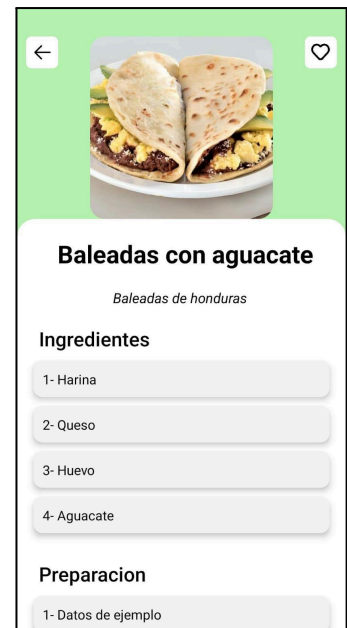 Baleadas con aguacate
Baleadas de honduras
Ingredientes
1- Harina
2- Queso
3- Huevo
4- Aguacate
Preparacion
1- Datos de ejemplo